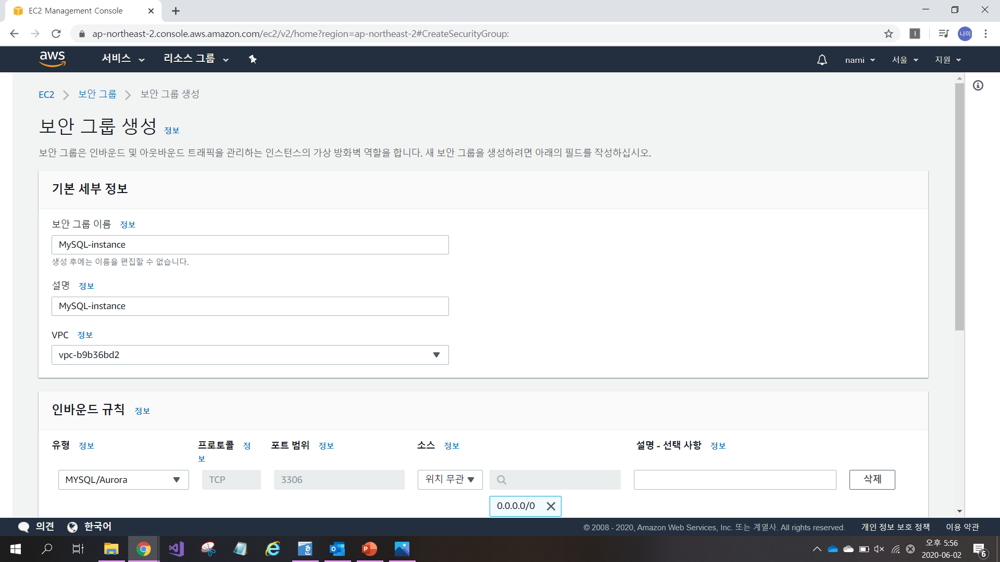 EC2 Management Console
ap-northeast-2.console.aws.amazon.com/ec2/v2/home?region=ap-northeast-2#CreateSecurityGroup:
나미
aws 서비스 리소스 그룹 nami 서울 지원
EC2 보안 그룹 보안 그룹 생성
보안 그룹 생성 정보
보안 그룹은 인바운드 및 아웃바운드 트래픽을 관리하는 인스턴스의 가상 방화벽 역할을 합니다. 새 보안 그룹을 생성하려면 아래의 필드를 작성하십시오.
기본 세부 정보
보안 그룹 이름 정보
MySQL-instance
생성 후에는 이름을 편집할 수 없습니다.
설명 정보
MySQL-instance
VPC 정보
vpc-b9b36bd2
인바운드 규칙 정보
유형 정보 프로토콜 정보 포트 범위 정보 소스 정보 설명 - 선택 사항 정보
MYSQL/Aurora TCP 3306 위치 무관 삭제
0.0.0.0/0
의견 한국어 © 2008 - 2020, Amazon Web Services, Inc. 또는 계열사. All rights reserved. 개인 정보 보호 정책 이용 약관
오후 5:56
2020-06-02
6